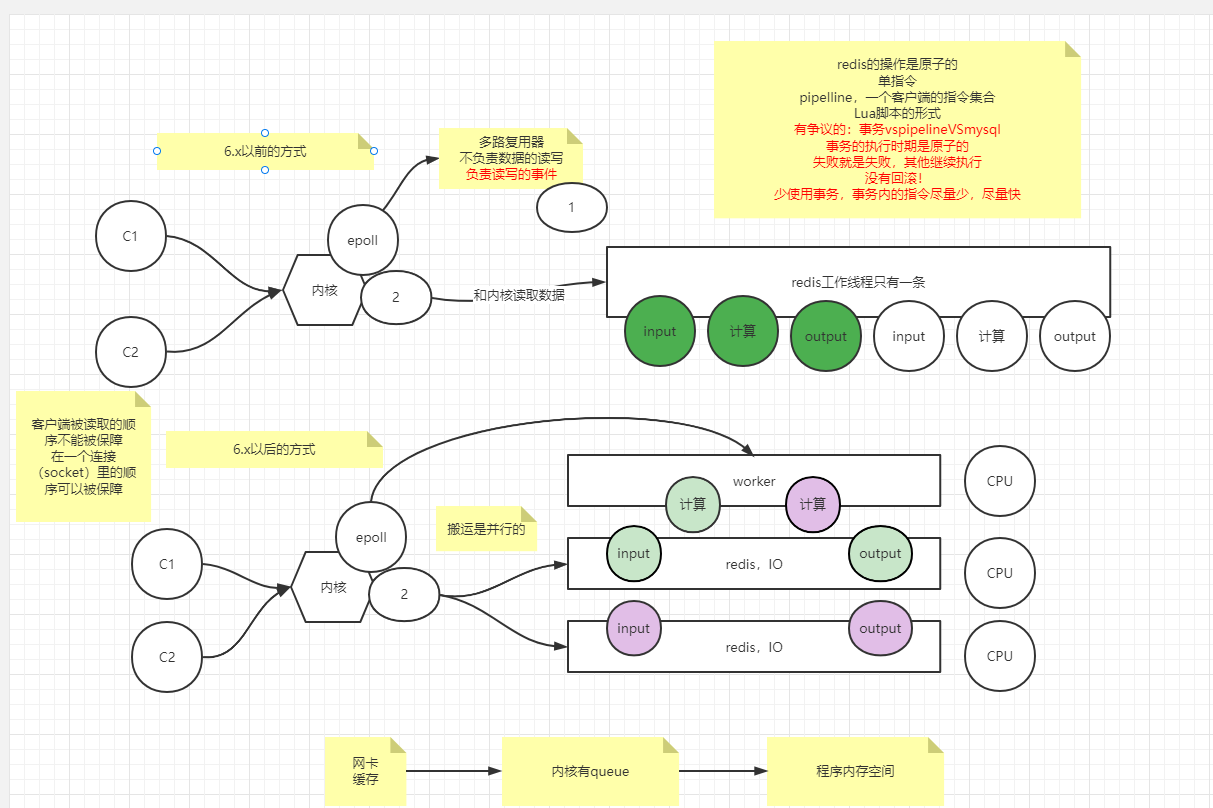 redis的操作是原子的
单指令
pipelline，一个客户端的指令集合
Lua脚本的形式
有争议的：事务vspipelineVSmysql
事务的执行时期是原子的
失败就是失败，其他继续执行
没有回滚！
少使用事务，事务内的指令尽量少，尽量快
6.x以前的方式
多路复用器
不负责数据的读写
负责读写的事件
1
C1
epoll
内核
2
和内核读取数据
redis工作线程只有一条
input
计算
output
input
计算
output
C2
客户端被读取的顺
序不能被保障
在一个连接
（socket）里的顺
序可以被保障
6.x以后的方式
worker
计算
计算
CPU
搬运是并行的
epoll
C1
内核
2
input
redis，IO
output
CPU
C2
input
redis，IO
output
CPU
网卡
缓存
内核有queue
程序内存空间